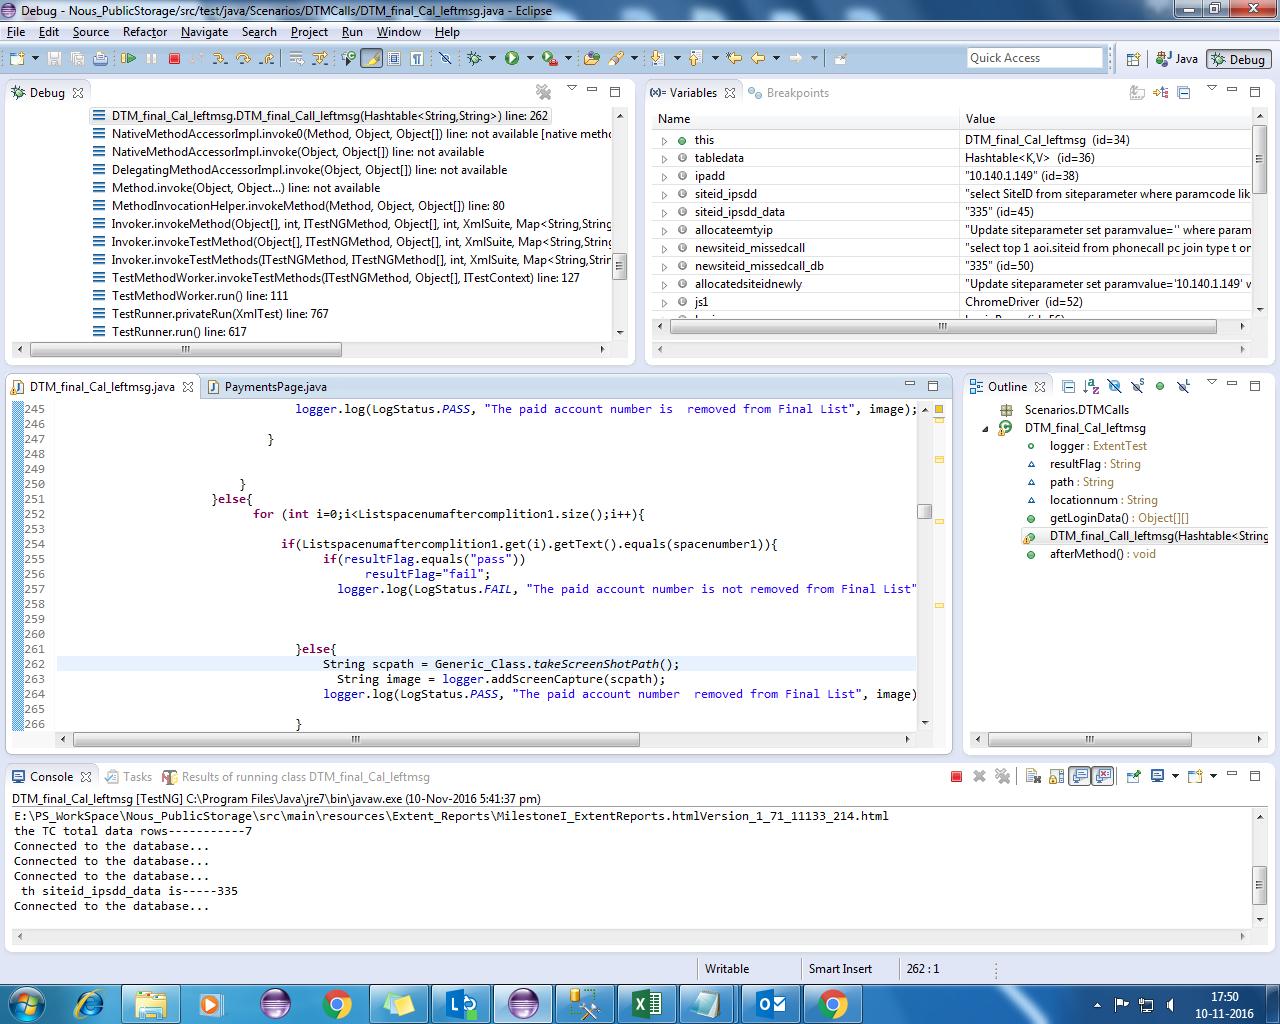 Debug - Nous_PublicStorage/src/test/java/Scenarios/DTMCalls/DTM_final_Cal_leftmsg.java - Eclipse
File Edit Source Refactor Navigate Search Project Run Window Help
Quick Access Java Debug
Debug
DTM_final_Cal_leftmsg.DTM_final_Call_leftmsg(Hashtable<String,String>) line: 262
NativeMethodAccessorImpl.invoke0(Method, Object, Object[]) line: not available [native metho
NativeMethodAccessorImpl.invoke(Object, Object[]) line: not available
DelegatingMethodAccessorImpl.invoke(Object, Object[]) line: not available
Method.invoke(Object, Object...) line: not available
MethodInvocationHelper.invokeMethod(Method, Object, Object[]) line: 80
Invoker.invokeMethod(Object[], int, ITestNGMethod, Object[], int, XmlSuite, Map<String,String
Invoker.invokeTestMethod(Object[], ITestNGMethod, Object[], int, XmlSuite, Map<String,String
Invoker.invokeTestMethods(ITestNGMethod, ITestNGMethod[], int, XmlSuite, Map<String,Strin
TestMethodWorker.invokeTestMethods(ITestNGMethod, Object[], ITestContext) line: 127
TestMethodWorker.run() line: 111
TestRunner.privateRun(XmlTest) line: 767
TestRunner.run() line: 617
Variables Breakpoints
Name Value
this DTM_final_Cal_leftmsg (id=34)
tabledata Hashtable<K,V> (id=36)
ipadd "10.140.1.149" (id=38)
siteid_ipsdd "select SiteID from siteparameter where paramcode lik
siteid_ipsdd_data "335" (id=45)
allocateemtyip "Update siteparameter set paramval='' where param
newsiteid_missedcall "select top 1 aoi.siteid from phonecall pc join type t on
newsiteid_missedcall_db "335" (id=50)
allocatedsiteidnewly "Update siteparameter set paramval='10.140.1.149' w
js1 ChromeDriver (id=52)
DTM_final_Cal_leftmsg.java PaymentsPage.java
245 logger.log(LogStatus.PASS, "The paid account number is  removed from Final List", image);
246
247 }
248
249
250 }
251 }else{
252 for (int i=0;i<Listspacenumaftercomplition1.size();i++){
253
254 if(Listspacenumaftercomplition1.get(i).getText().equals(spacenumber1)){
255 if(resultFlag.equals("pass"))
256 resultFlag="fail";
257 logger.log(LogStatus.FAIL, "The paid account number is not removed from Final List"
258
259
260
261 }else{
262 String scpath = Generic_Class.takeScreenShotPath();
263 String image = logger.addScreenCapture(scpath);
264 logger.log(LogStatus.PASS, "The paid account number  removed from Final List", image)
265
266 }
Outline
Scenarios.DTMCalls
DTM_final_Cal_leftmsg
logger : ExtentTest
resultFlag : String
path : String
locationnum : String
getLoginData() : Object[][]
DTM_final_Call_leftmsg(Hashtable<String
afterMethod() : void
Console Tasks Results of running class DTM_final_Cal_leftmsg
DTM_final_Cal_leftmsg [TestNG] C:\Program Files\Java\jre7\bin\javaw.exe (10-Nov-2016 5:41:37 pm)
E:\PS_WorkSpace\Nous_PublicStorage\src\main\resources\Extent_Reports\MilestoneI_ExtentReports.htmlVersion_1_71_11133_214.html
the TC total data rows-----------7
Connected to the database...
Connected to the database...
Connected to the database...
th siteid_ipsdd_data is-----335
Connected to the database...
Writable Smart Insert 262 : 1
17:50
10-11-2016